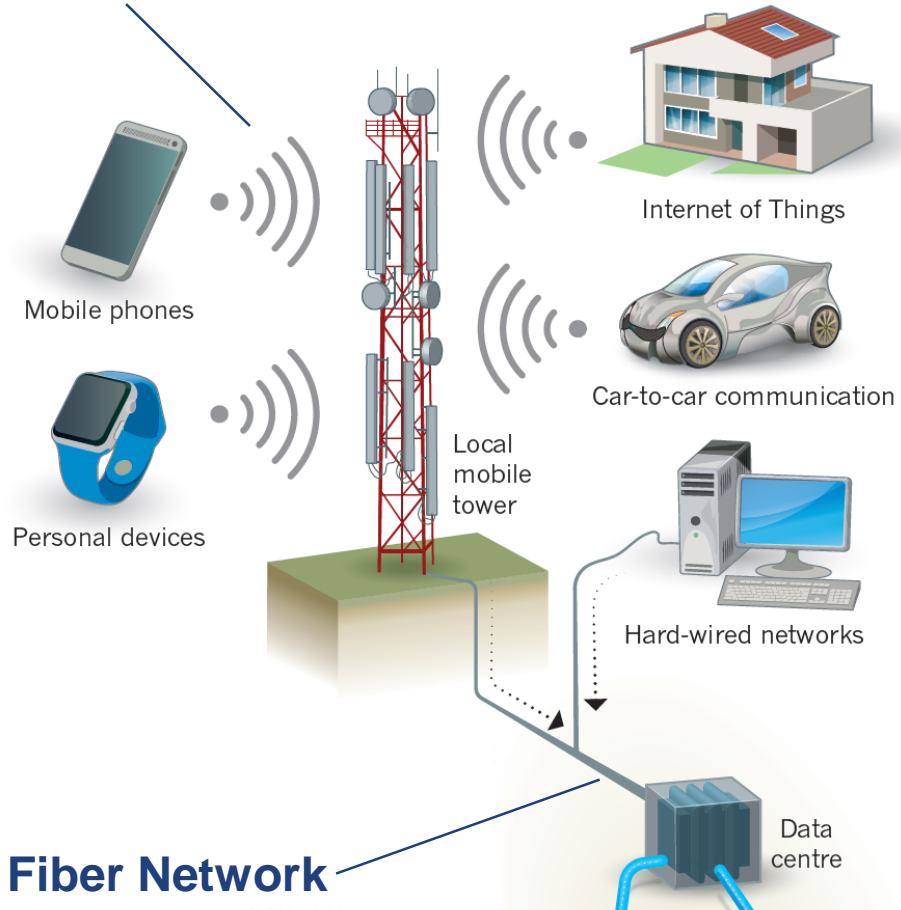 Internet of Things
Mobile phones
Car-to-car communication
Local
mobile
tower
Personal devices
Hard-wired networks
Data
centre
Fiber Network